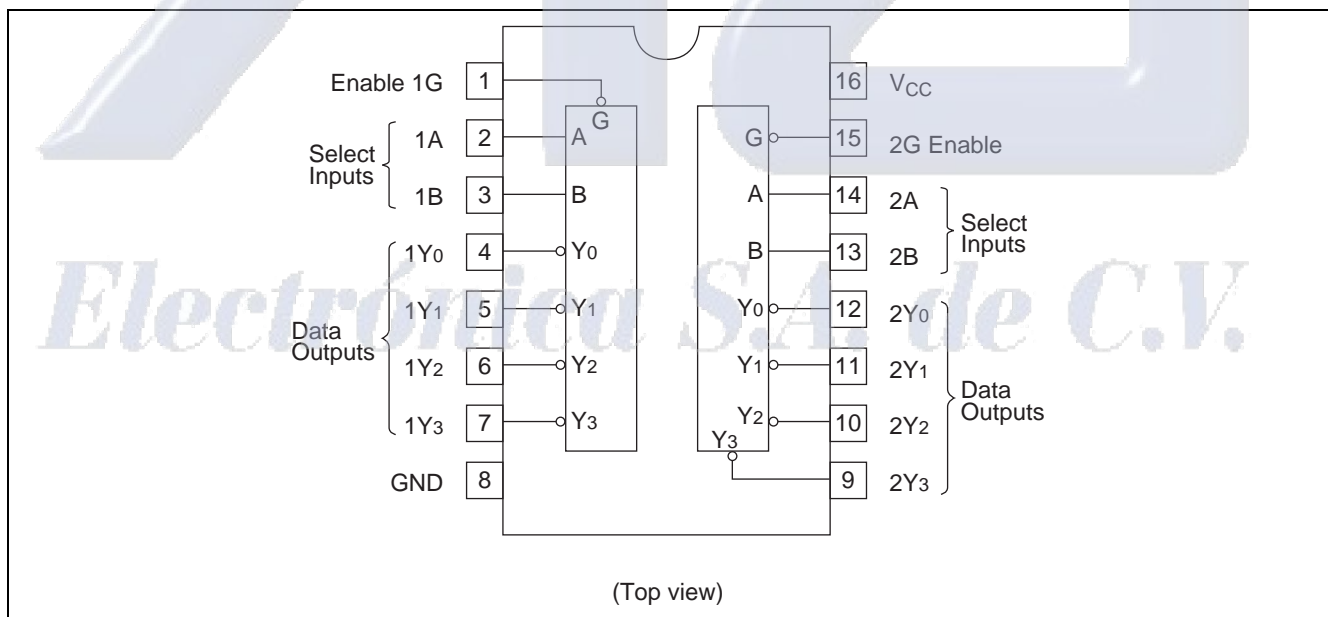 Enable 1G 1 16 VCC
G
1A 2 A G 15 2G Enable
Select
Inputs
1B 3 B A 14 2A
Select
Inputs
1Y0 4 Y0 B 13 2B
Electrónica S.A. de C.V.
1Y1 5 Y1 Y0 12 2Y0
Data
Outputs
1Y2 6 Y2 Y1 11 2Y1
Data
Outputs
1Y3 7 Y3 Y2 10 2Y2
Y3
GND 8 9 2Y3
(Top view)